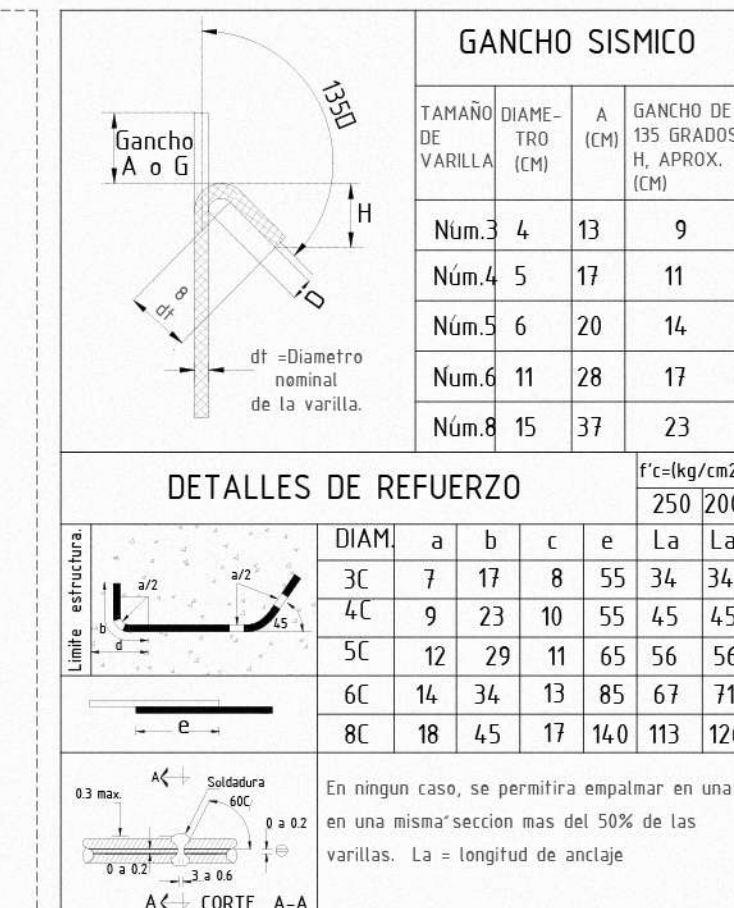 135▯
Gancho
A o G
H
8
dt
D
dt =Diametro
nominal
de la varilla.
GANCHO SISMICO
TAMAÑO DE VARILLA
DIAME-TRO (CM)
A (CM)
GANCHO DE 135 GRADOS H, APROX. (CM)
Núm.3 4 13 9
Núm.4 5 17 11
Núm.5 6 20 14
Num.6 11 28 17
Núm.8 15 37 23
DETALLES DE REFUERZO
f'c=(kg/cm2
250 200
DIAM. a b c e La La
3C 7 17 8 55 34 34
4C 9 23 10 55 45 45
5C 12 29 11 65 56 56
6C 14 34 13 85 67 71
8C 18 45 17 140 113
Limite estructura.
a/2
a/2
b
d
45
e
A
Soldadura
60C
0.3 max.
0 a 0.2
0 a 0.2
3 a 0.6
A
CORTE A-A
En ningun caso, se permitira empalmar en una
en una misma seccion mas del 50% de las
varillas. La = longitud de anclaje